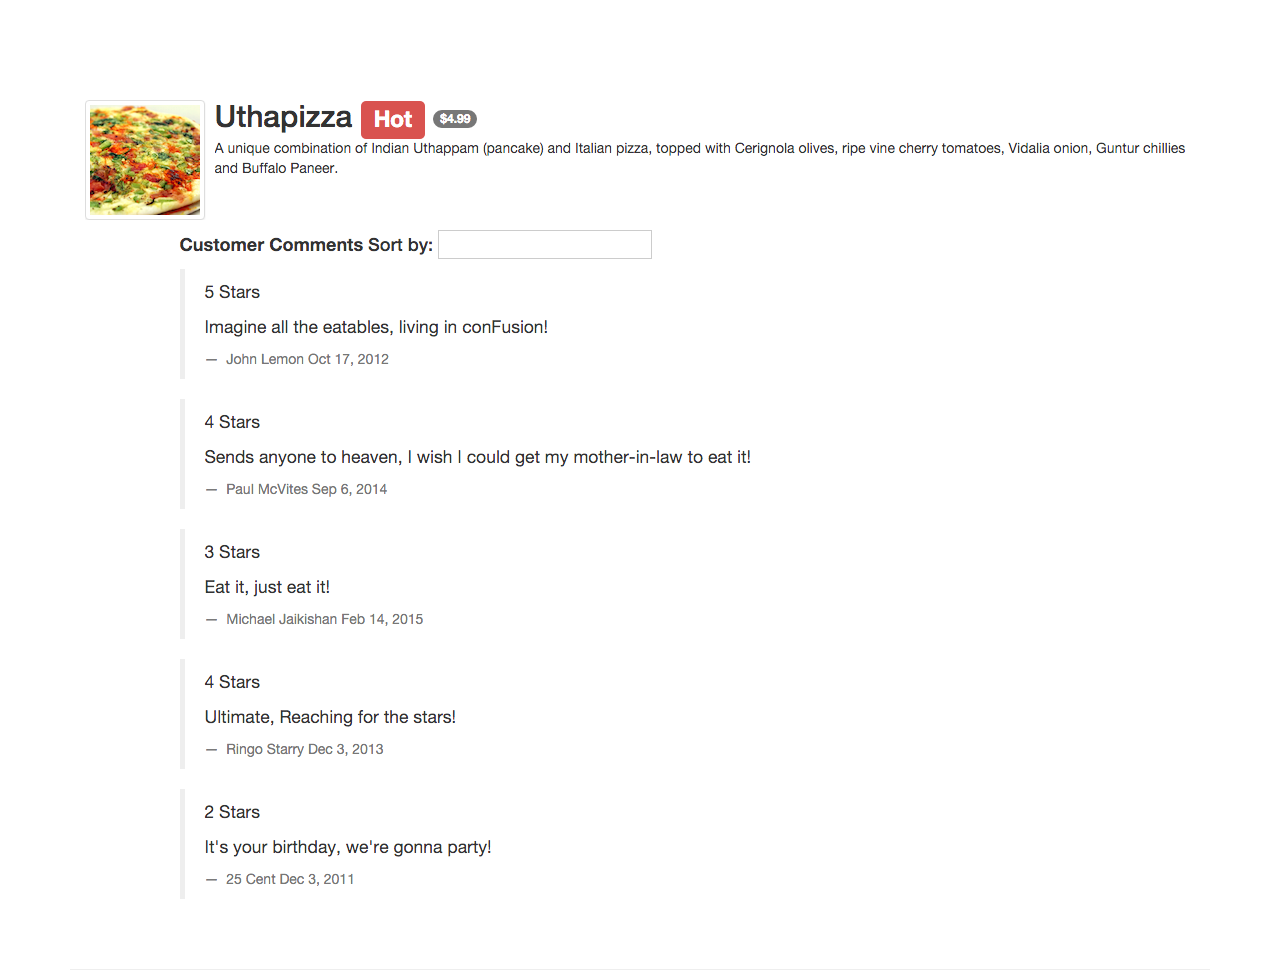 Uthapizza Hot $4.99
A unique combination of Indian Uthappam (pancake) and Italian pizza, topped with Cerignola olives, ripe vine cherry tomatoes, Vidalia onion, Guntur chillies
and Buffalo Paneer.
Customer Comments Sort by:
5 Stars
Imagine all the eatables, living in conFusion!
— John Lemon Oct 17, 2012
4 Stars
Sends anyone to heaven, I wish I could get my mother-in-law to eat it!
— Paul McVites Sep 6, 2014
3 Stars
Eat it, just eat it!
— Michael Jaikishan Feb 14, 2015
4 Stars
Ultimate, Reaching for the stars!
— Ringo Starry Dec 3, 2013
2 Stars
It's your birthday, we're gonna party!
— 25 Cent Dec 3, 2011